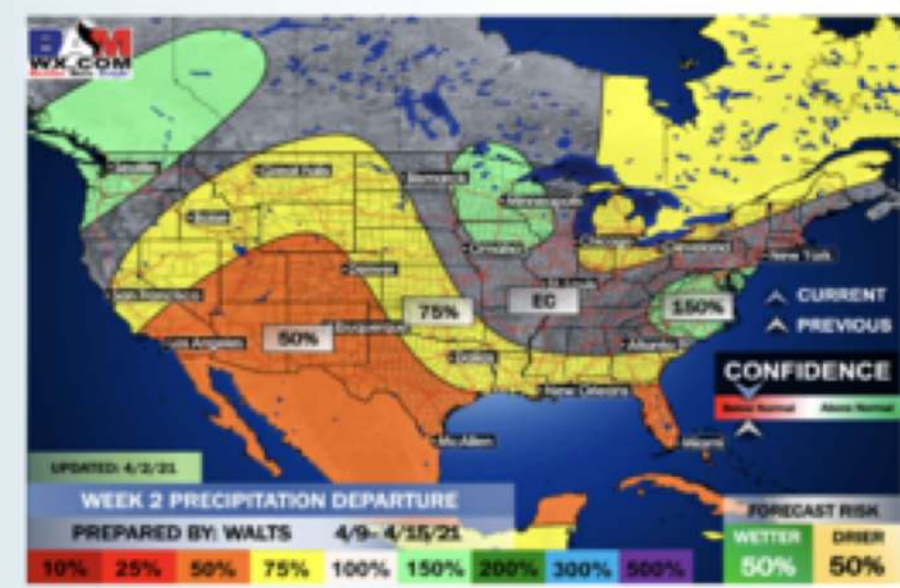 BAM
WX.COM
Seattle
Great Falls
Bismarck
Boise
Minneapolis
Omaha
Chicago
Cleveland
New York
Denver
San Francisco
St Louis
EC
150%
CURRENT
75%
PREVIOUS
50%
Albuquerque
Los Angeles
Atlanta
Dallas
CONFIDENCE
New Orleans
Below Normal
Above Normal
McAllen
Miami
UPDATED: 4/2/21
WEEK 2 PRECIPITATION DEPARTURE
FORECAST RISK
PREPARED BY: WALTS
4/9- 4/15/21
WETTER
DRIER
50%
50%
10% 25% 50% 75% 100% 150% 200% 300% 500%